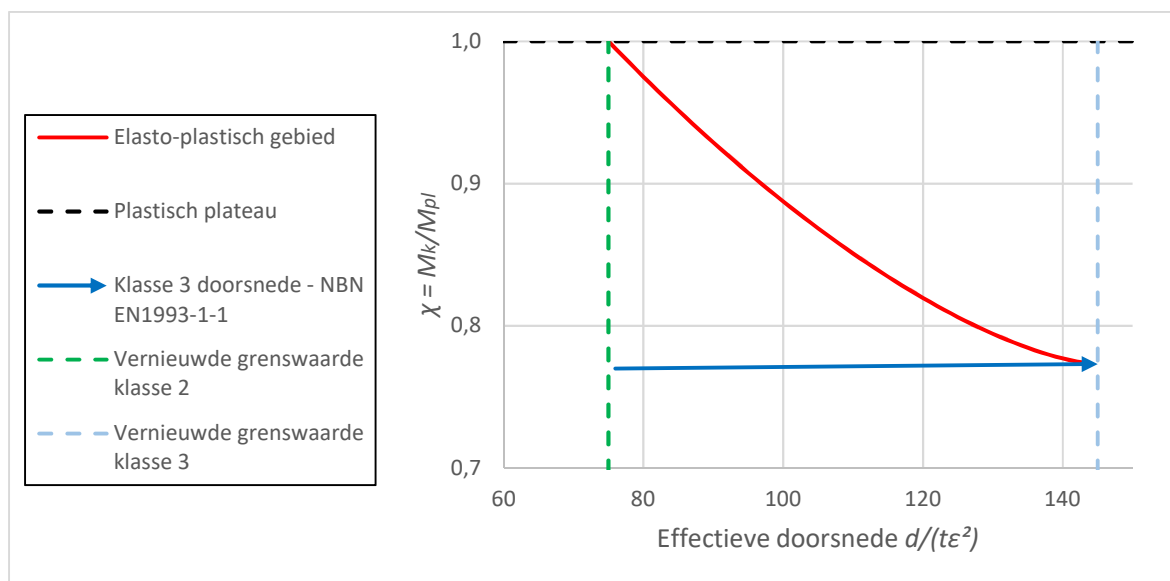 Elasto-plastisch gebied
Plastisch plateau
Klasse 3 doorsnede - NBN
EN1993-1-1
Vernieuwde grenswaarde
klasse 2
Vernieuwde grenswaarde
klasse 3
χ = Mk/Mpl
1,0
0,9
0,8
0,7
60
80
100
120
140
Effectieve doorsnede d/(tε²)